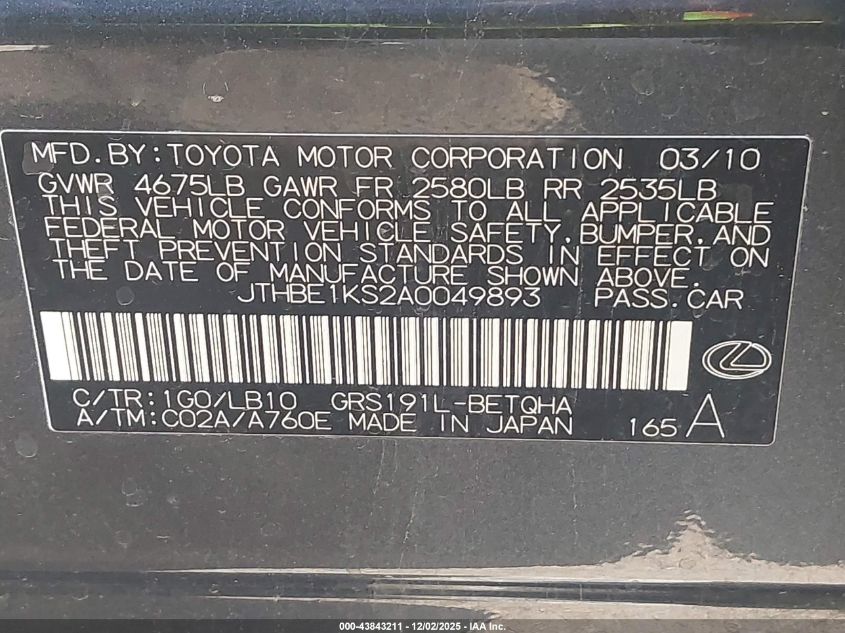 MFD.BY:TOYOTA MOTOR CORPORATION 03/10
GVWR 4675LB GAWR FR 2580LB RR 2535LB
THIS VEHICLE CONFORMS TO ALL APPLICABLE
FEDERAL MOTOR VEHICLE SAFETY,BUMPER,AND
THEFT PREVENTION STANDARDS IN EFFECT ON
THE DATE OF MANUFACTURE SHOWN ABOVE.
JTHBE1KS2A0049893 PASS.CAR
C/TR:1G0/LB10 GRS191L-BETQHA
A/TM:C02A/A760E MADE IN JAPAN 165 A
000-43843211 - 12/02/2025 - IAA Inc.